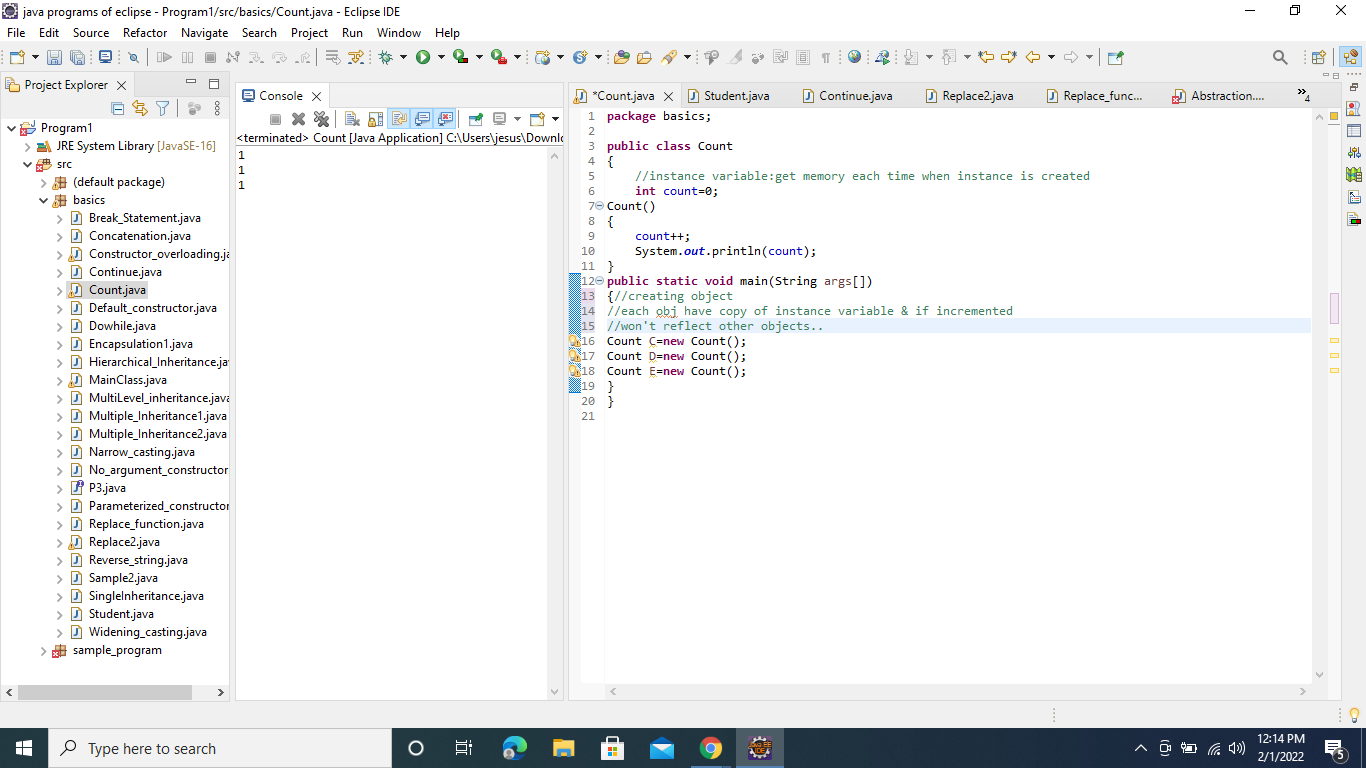 java programs of eclipse - Program1/src/basics/Count.java - Eclipse IDE
File Edit Source Refactor Navigate Search Project Run Window Help
Project Explorer
Program1
JRE System Library [JavaSE-16]
src
(default package)
basics
Break_Statement.java
Concatenation.java
Constructor_overloading.ja
Continue.java
Count.java
Default_constructor.java
Dowhile.java
Encapsulation1.java
Hierarchical_Inheritance.jav
MainClass.java
MultiLevel_inheritance.java
Multiple_Inheritance1.java
Multiple_Inheritance2.java
Narrow_casting.java
No_argument_constructor
P3.java
Parameterized_constructor
Replace_function.java
Replace2.java
Reverse_string.java
Sample2.java
SingleInheritance.java
Student.java
Widening_casting.java
sample_program
Console
<terminated> Count [Java Application] C:\Users\jesus\Downlo
1
1
1
*Count.java Student.java Continue.java Replace2.java Replace_func... Abstraction.... »4
1 package basics;
2
3 public class Count
4 {
5 //instance variable:get memory each time when instance is created
6 int count=0;
7 Count()
8 {
9 count++;
10 System.out.println(count);
11 }
12 public static void main(String args[])
13 {//creating object
14 //each obj have copy of instance variable & if incremented
15 //won't reflect other objects..
16 Count C=new Count();
17 Count D=new Count();
18 Count E=new Count();
19 }
20 }
21
Type here to search
12:14 PM
2/1/2022
5